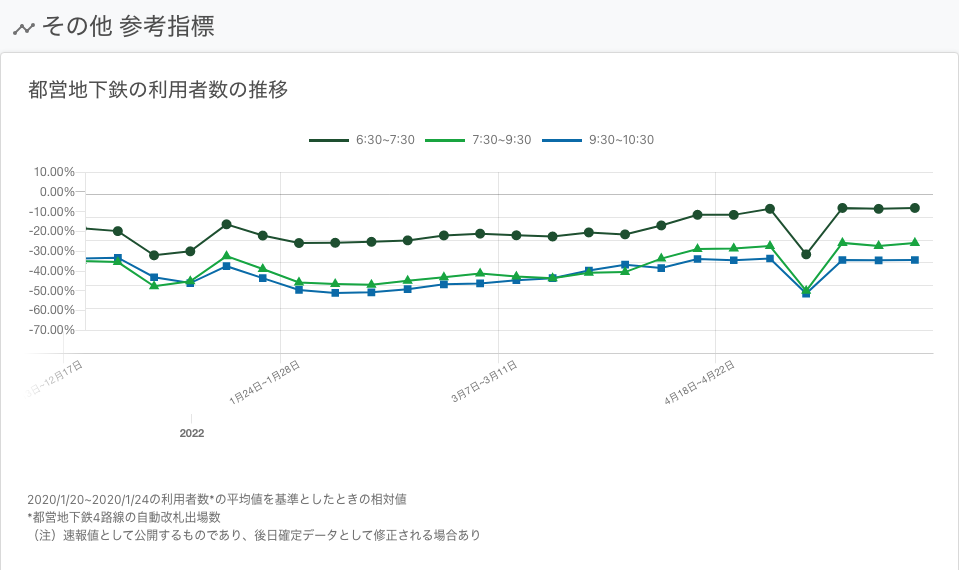 その他 参考指標
都営地下鉄の利用者数の推移
6:30~7:30 7:30~9:30 9:30~10:30
10.00%
0.00%
-10.00%
-20.00%
-30.00%
-40.00%
-50.00%
-60.00%
-70.00%
日~12月17日
1月24日~1月28日
3月7日~3月11日
4月18日~4月22日
2022
2020/1/20~2020/1/24の利用者数*の平均値を基準としたときの相対値
*都営地下鉄4路線の自動改札出場数
（注）速報値として公開するものであり、後日確定データとして修正される場合あり